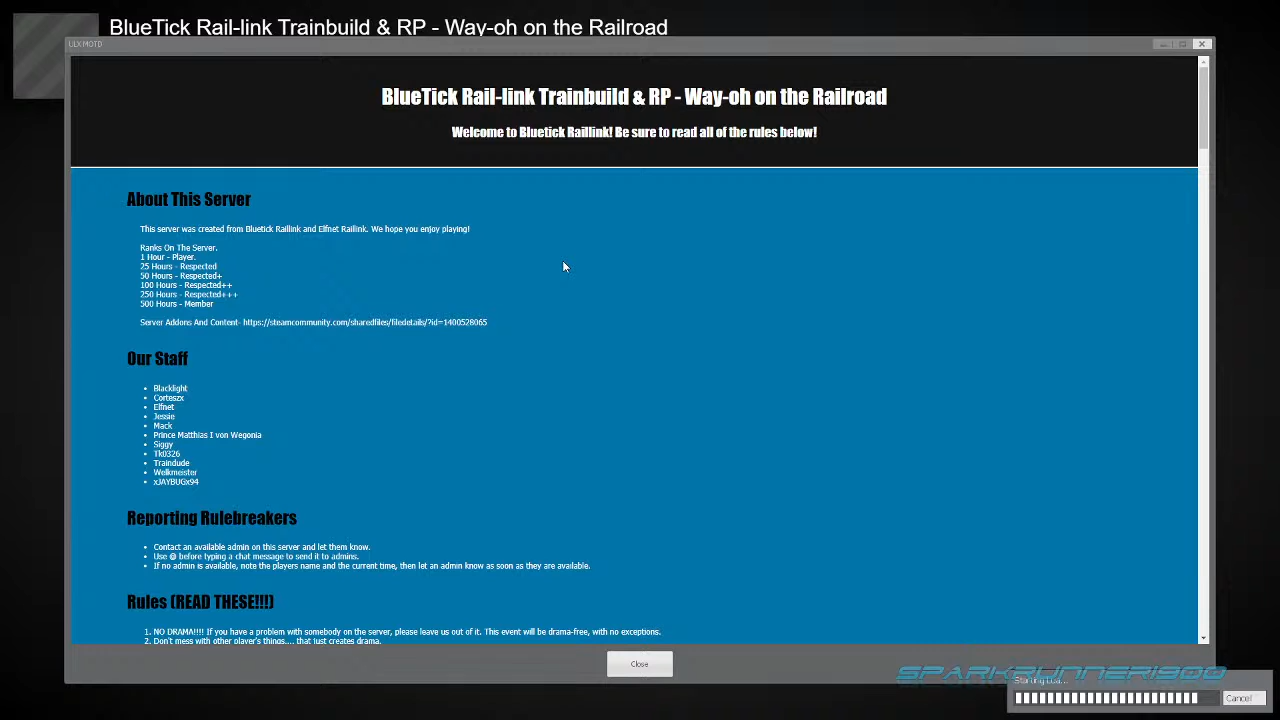 BlueTick Rail-link Trainbuild & RP - Way-oh on the Railroad
ULX MOTD
BlueTick Rail-link Trainbuild & RP - Way-oh on the Railroad
Welcome to Bluetick Raillink! Be sure to read all of the rules below!
About This Server
This server was created from Bluetick Raillink and Elfnet Railink. We hope you enjoy playing!
Ranks On The Server.
1 Hour - Player.
25 Hours - Respected
50 Hours - Respected+
100 Hours - Respected++
250 Hours - Respected+++
500 Hours - Member
Server Addons And Content- https://steamcommunity.com/sharedfiles/filedetails/?id=1400528065
Our Staff
• Blacklight
• Corteszx
• Elfnet
• Jessie
• Mack
• Prince Matthias I von Wegonia
• Siggy
• Tk0326
• Traindude
• Welkmeister
• xJAYBUGx94
Reporting Rulebreakers
• Contact an available admin on this server and let them know.
• Use @ before typing a chat message to send it to admins.
• If no admin is available, note the players name and the current time, then let an admin know as soon as they are available.
Rules (READ THESE!!!)
1. NO DRAMA!!!! If you have a problem with somebody on the server, please leave us out of it. This event will be drama-free, with no exceptions.
2. Don't mess with other player's things.... that just creates drama.
Close
SPARKRUNNER1900
Starting Lua...
Cancel